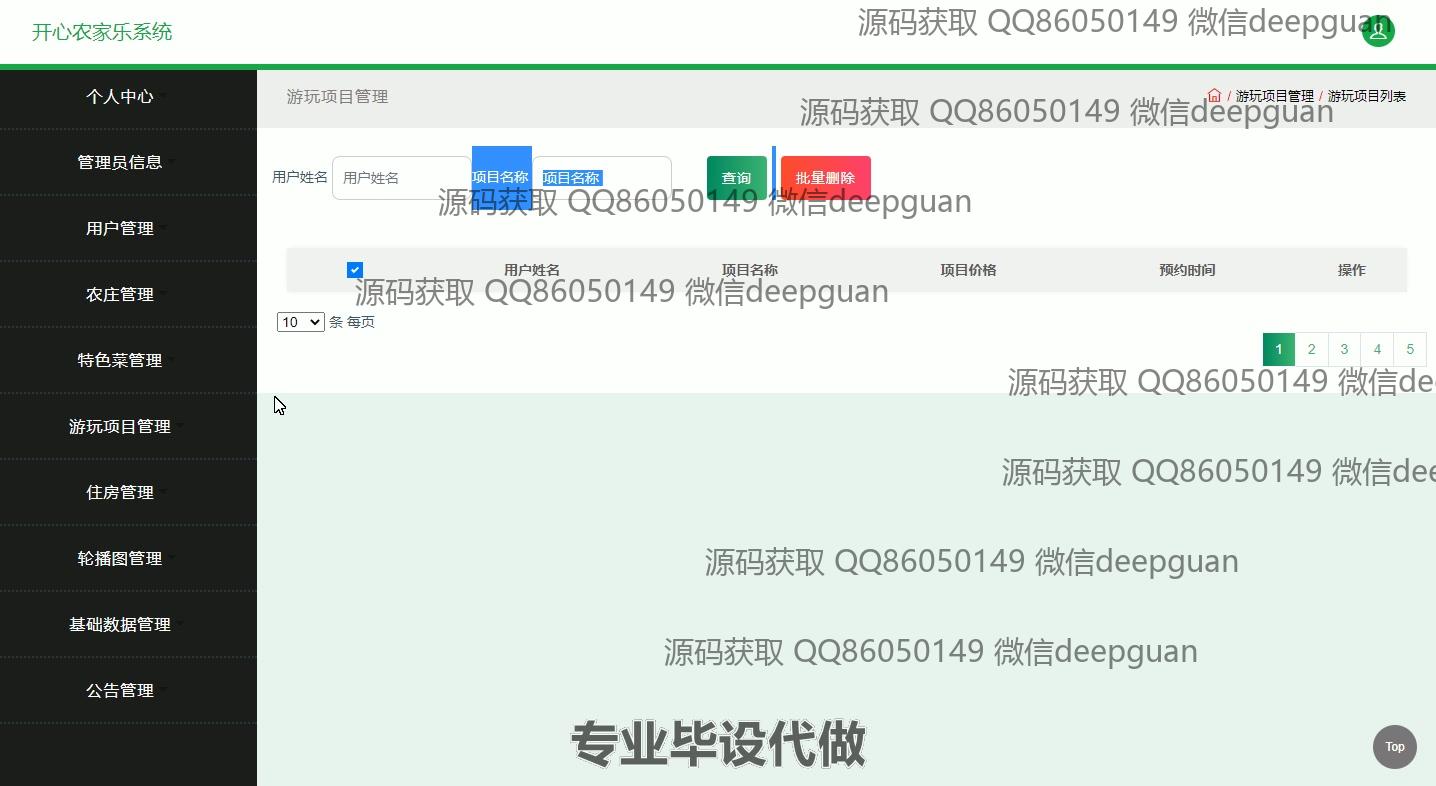 开心农家乐系统
源码获取 QQ86050149 微信deepguan
个人中心
游玩项目管理
/ 游玩项目管理 / 游玩项目列表
源码获取 QQ86050149 微信deepguan
管理员信息
用户姓名 用户姓名 项目名称 项目名称 查询 批量删除
源码获取 QQ86050149 微信deepguan
用户管理
用户姓名 项目名称 项目价格 预约时间 操作
源码获取 QQ86050149 微信deepguan
农庄管理
10 条 每页
1 2 3 4 5
特色菜管理
源码获取 QQ86050149 微信de
游玩项目管理
源码获取 QQ86050149 微信dee
住房管理
轮播图管理
源码获取 QQ86050149 微信deepguan
基础数据管理
源码获取 QQ86050149 微信deepguan
公告管理
专业毕设代做
Top